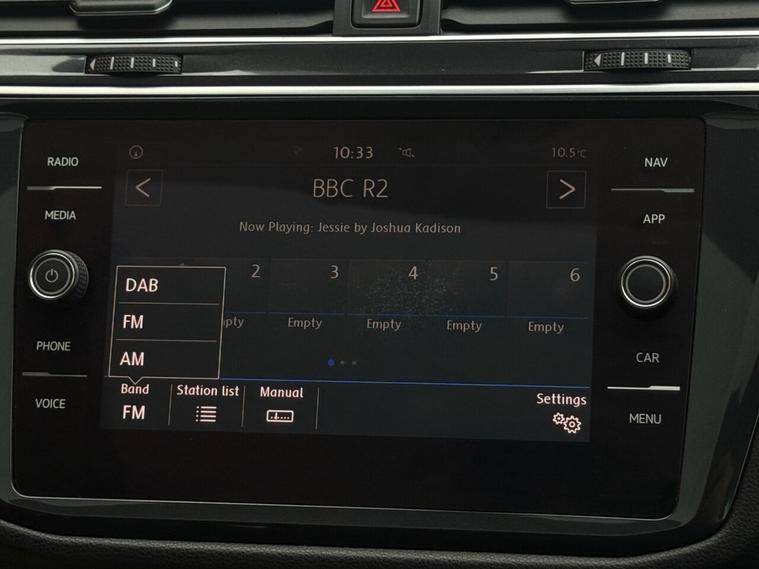 10:33
10.5°C
RADIO
NAV
BBC R2
MEDIA
APP
Now Playing: Jessie by Joshua Kadison
2 3 4 5 6
DAB
FM
Empty Empty Empty Empty
AM
PHONE
CAR
Band
Station list
Manual
Settings
FM
VOICE
MENU